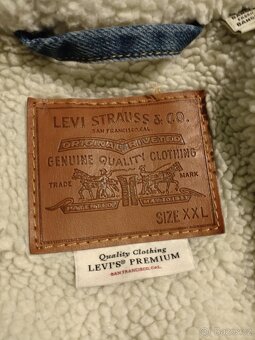 LEVI STRAUSS & CO.
SAN FRANCISCO, CAL.
ORIGINAL RIVETED
GENUINE QUALITY CLOTHING
TRADE MARK
SIZE XXL
Quality Clothing
LEVI'S® PREMIUM
SAN FRANCISCO, CAL.